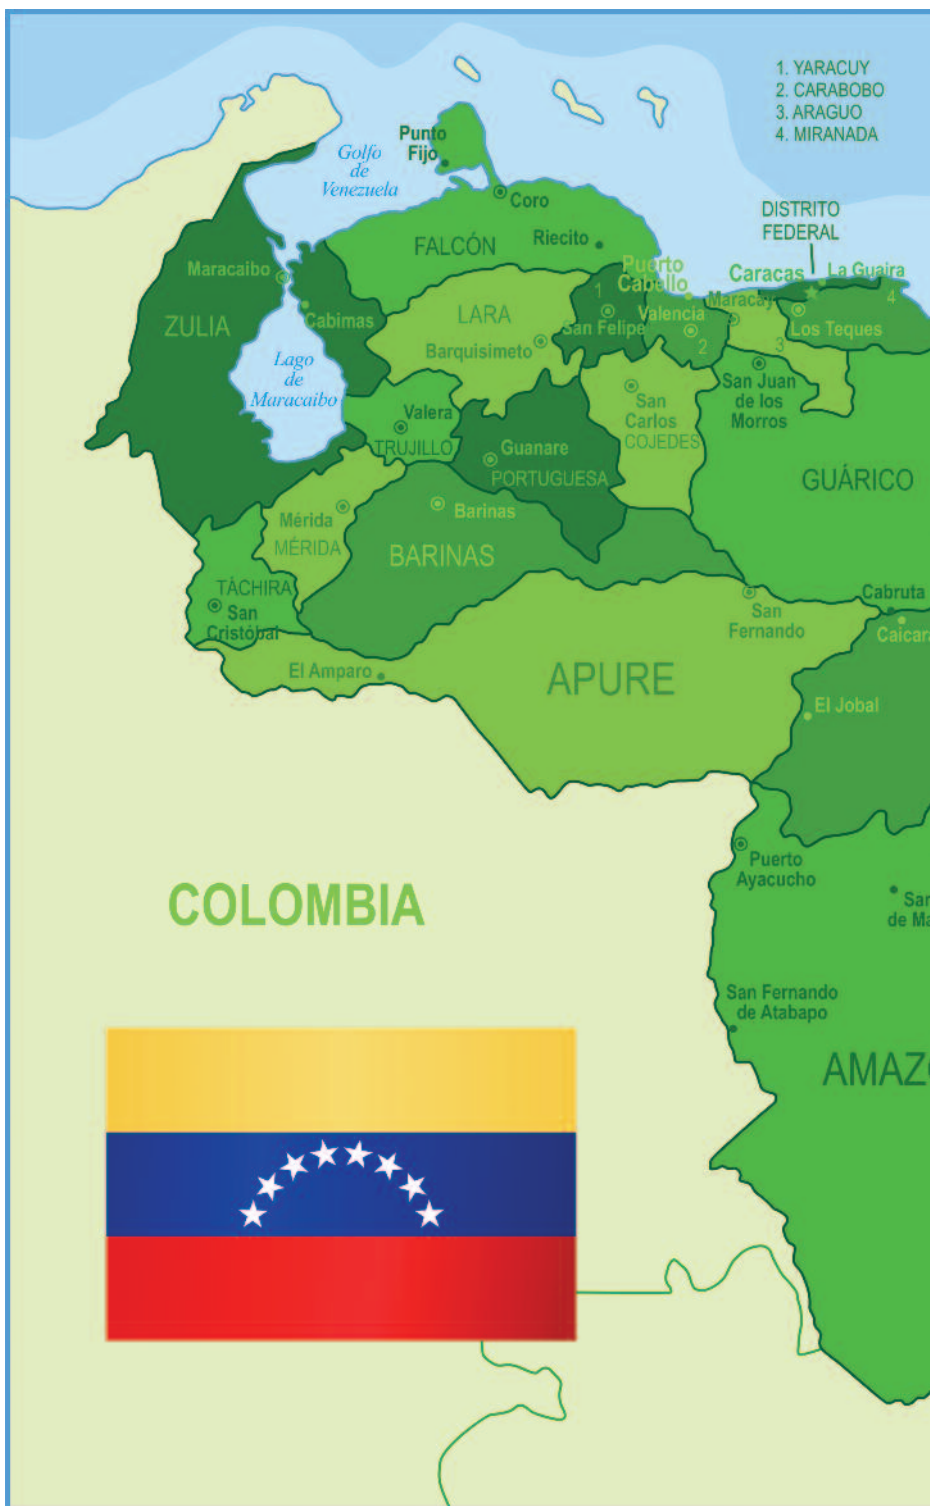 1. YARACUY
2. CARABOBO
3. ARAGUO
4. MIRANADA
Punto
Fijo
Golfo
de
Venezuela
Coro
DISTRITO
FEDERAL
FALCÓN
Riecito
Maracaibo
Puerto
Cabello
Caracas
La Guaira
4
ZULIA
Cabimas
LARA
1
San Felipe
Valencia
2
Maracay
Los Teques
3
Barquisimeto
Lago
de
Maracaibo
San Juan
de los
Morros
Valera
TRUJILLO
San
Carlos
COJEDES
Guanare
PORTUGUESA
GUÁRICO
Mérida
MÉRIDA
Barinas
BARINAS
TÁCHIRA
San
Cristóbal
San
Fernando
Cabruta
Caicara
El Amparo
APURE
El Jobal
Puerto
Ayacucho
COLOMBIA
San
de Ma
San Fernando
de Atabapo
AMAZ